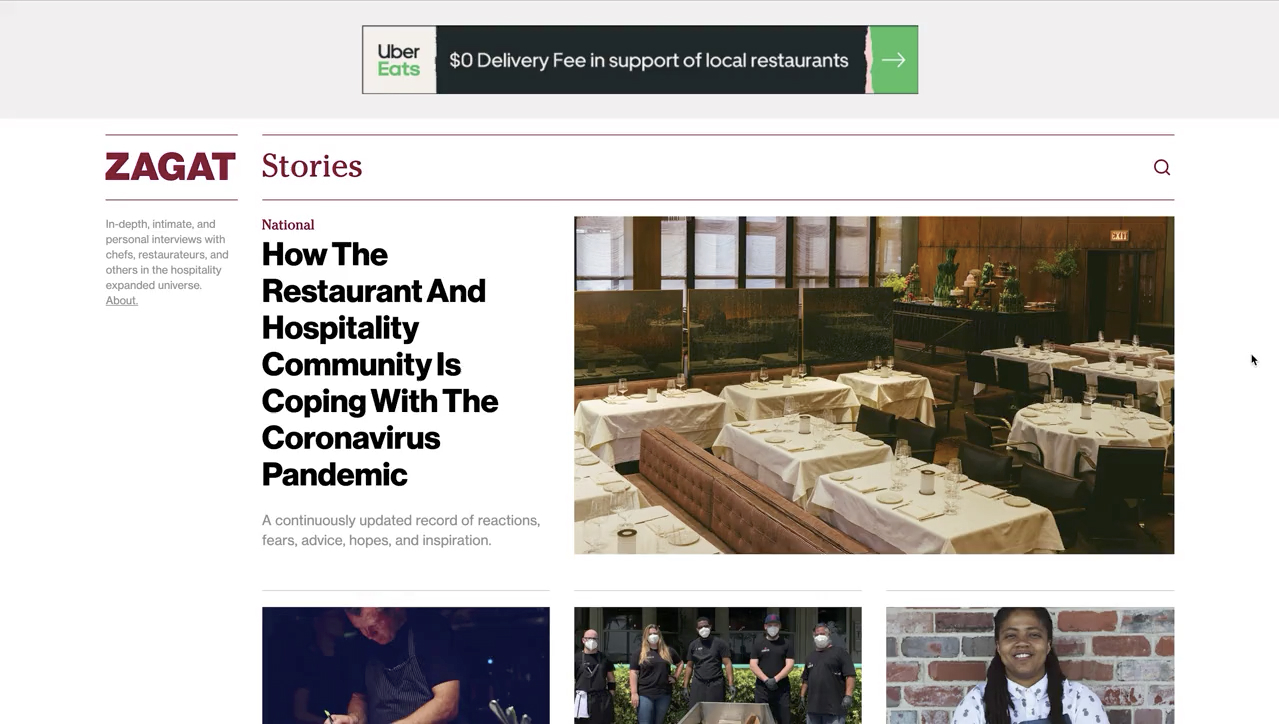 Uber
Eats
$0 Delivery Fee in support of local restaurants
ZAGAT
Stories
In-depth, intimate, and
personal interviews with
chefs, restaurateurs, and
others in the hospitality
expanded universe.
About.
National
How The
Restaurant And
Hospitality
Community Is
Coping With The
Coronavirus
Pandemic
A continuously updated record of reactions,
fears, advice, hopes, and inspiration.
EXIT